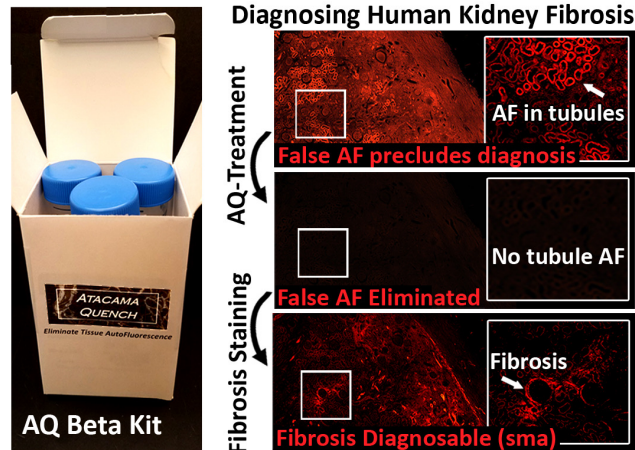 Diagnosing Human Kidney Fibrosis
AQ-Treatment
AF in tubules
False AF precludes diagnosis
No tubule AF
False AF Eliminated
Fibrosis Staining
Fibrosis
Fibrosis Diagnosable (sma)
ATACAMA
QUENCH
Eliminate Tissue AutoFluorescence
AQ Beta Kit